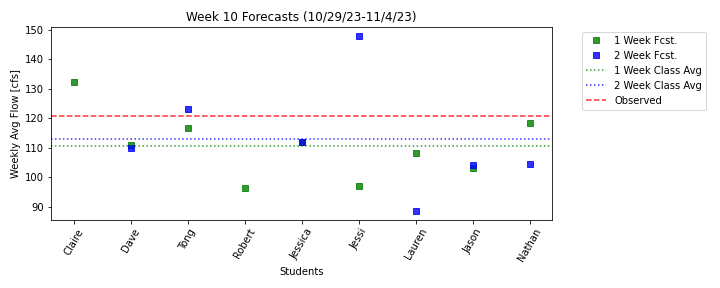 Week 10 Forecasts (10/29/23-11/4/23)
Weekly Avg Flow [cfs]
150
140
130
120
110
100
90
Claire
Dave
Tong
Robert
Jessica
Jessi
Lauren
Jason
Nathan
Students
1 Week Fcst.
2 Week Fcst.
1 Week Class Avg
2 Week Class Avg
Observed